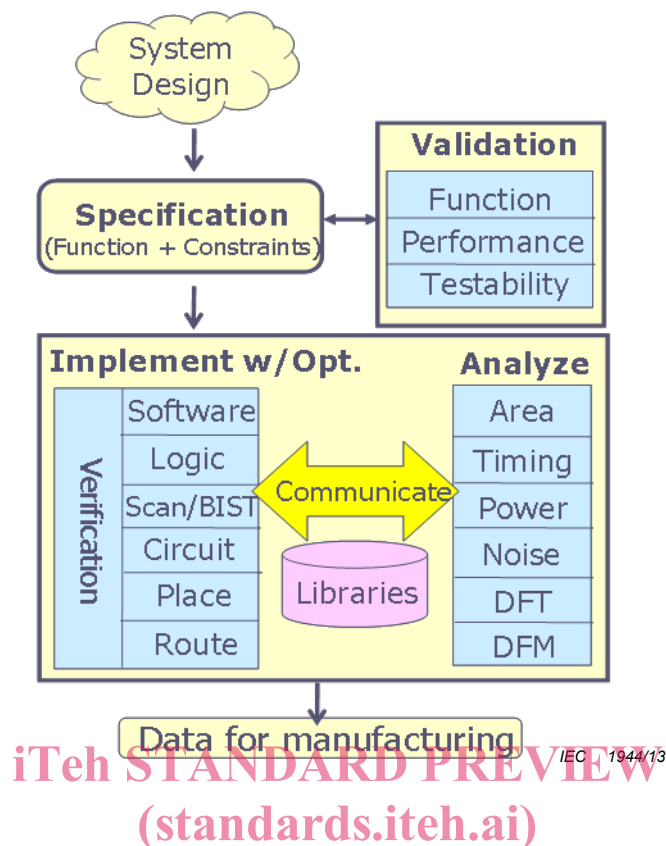 System
Design
Validation
Function
Performance
Testability
Specification
(Function + Constraints)
Implement w/Opt.
Analyze
Verification
Software
Logic
Scan/BIST
Circuit
Place
Route
Communicate
Libraries
Area
Timing
Power
Noise
DFT
DFM
Data for manufacturing
IEC 1944/13
iTeh STANDARD PREVIEW
(standards.iteh.ai)